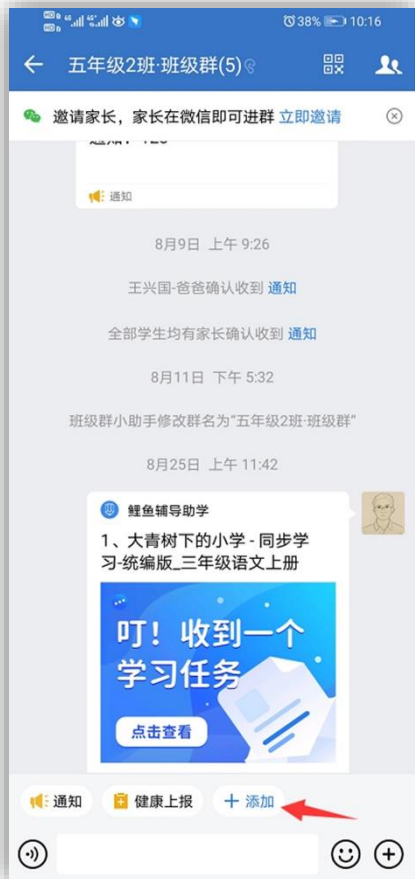 38% 10:16
五年级2班·班级群(5)
邀请家长，家长在微信即可进群 立即邀请
通知
8月9日 上午 9:26
王兴国-爸爸确认收到 通知
全部学生均有家长确认收到 通知
8月11日 下午 5:32
班级群小助手修改群名为“五年级2班·班级群”
8月25日 上午 11:42
鲤鱼辅导助学
1、大青树下的小学 - 同步学
习-统编版_三年级语文上册
叮！收到一个
学习任务
点击查看
通知 健康上报 + 添加